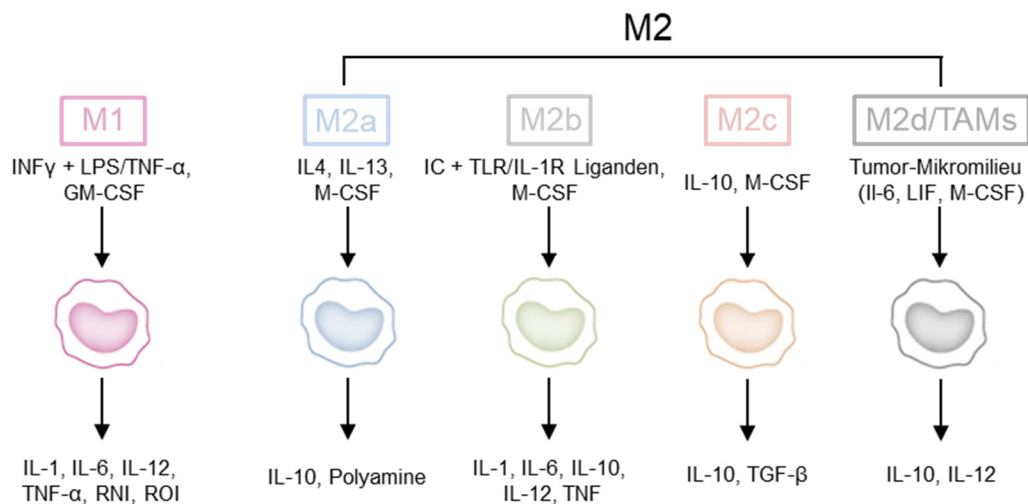 M2
M1
M2a
M2b
M2c
M2d/TAMs
INFγ + LPS/TNF-α,
GM-CSF
IL4, IL-13,
M-CSF
IC + TLR/IL-1R Liganden,
M-CSF
IL-10, M-CSF
Tumor-Mikromilieu
(Il-6, LIF, M-CSF)
IL-1, IL-6, IL-12,
TNF-α, RNI, ROI
IL-10, Polyamine
IL-1, IL-6, IL-10,
IL-12, TNF
IL-10, TGF-β
IL-10, IL-12